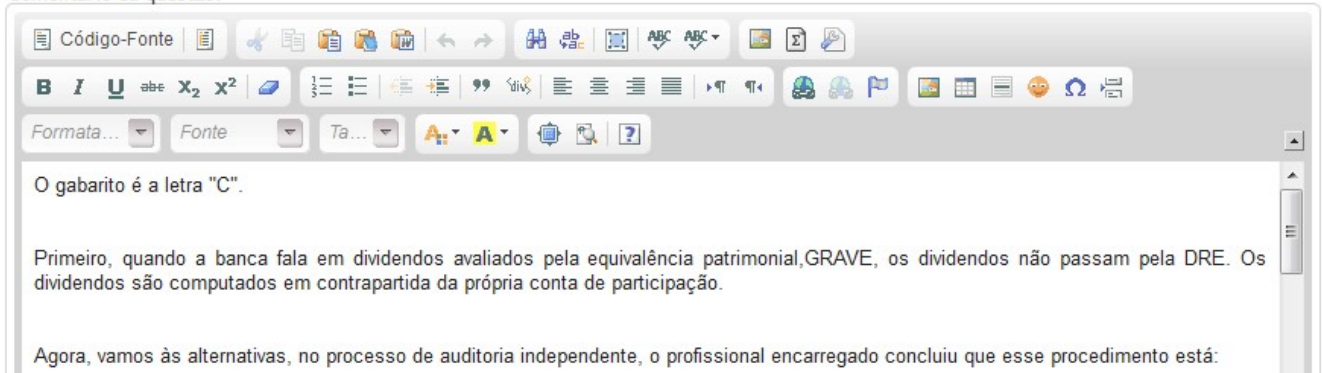 Código-Fonte
Formata...
Fonte
Ta...
O gabarito é a letra "C".
Primeiro, quando a banca fala em dividendos avaliados pela equivalência patrimonial,GRAVE, os dividendos não passam pela DRE. Os
dividendos são computados em contrapartida da própria conta de participação.
Agora, vamos às alternativas, no processo de auditoria independente, o profissional encarregado concluiu que esse procedimento está: